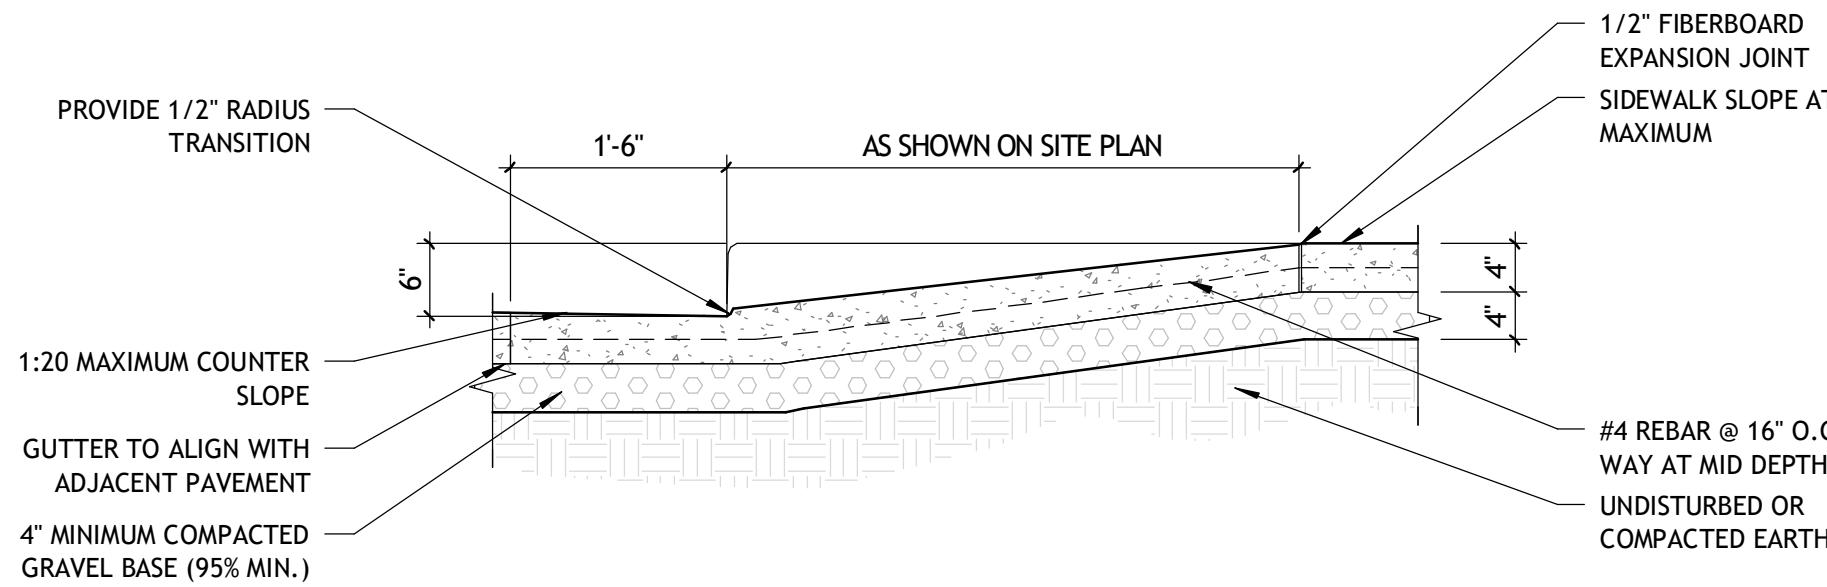 PROVIDE 1/2" RADIUS
TRANSITION
1'-6"
AS SHOWN ON SITE PLAN
1/2" FIBERBOARD
EXPANSION JOINT
SIDEWALK SLOPE AT
MAXIMUM
6"
4"
4"
1:20 MAXIMUM COUNTER
SLOPE
GUTTER TO ALIGN WITH
ADJACENT PAVEMENT
4" MINIMUM COMPACTED
GRAVEL BASE (95% MIN.)
#4 REBAR @ 16" O.C
WAY AT MID DEPTH
UNDISTURBED OR
COMPACTED EARTH